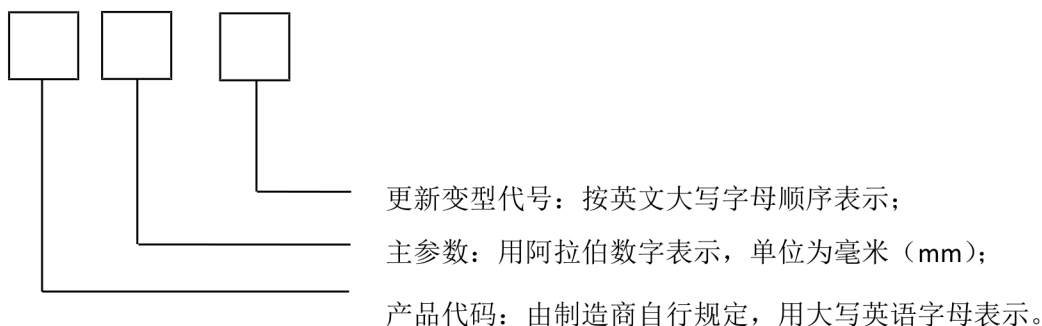 更新变型代号：按英文大写字母顺序表示；
主参数：用阿拉伯数字表示，单位为毫米（mm）；
产品代码：由制造商自行规定，用大写英语字母表示。